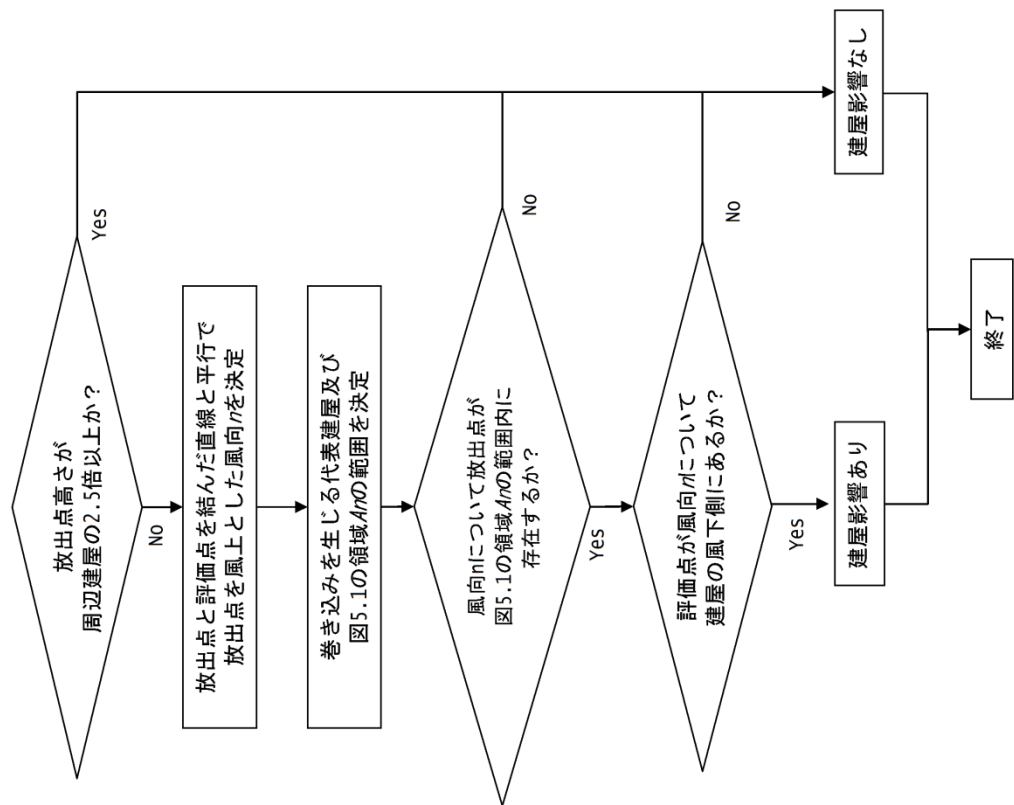 放出点高さが
周辺建屋の2.5倍以上か？
Yes
No
放出点と評価点を結んだ直線と平行で
放出点を風上とした風向nを決定
巻き込みを生じる代表建屋及び
図5.1の領域Anの範囲を決定
風向nについて放出点が
図5.1の領域Anの範囲内に
存在するか？
No
Yes
評価点が風向nについて
建屋の風下側にあるか？
No
Yes
建屋影響あり
建屋影響なし
終了